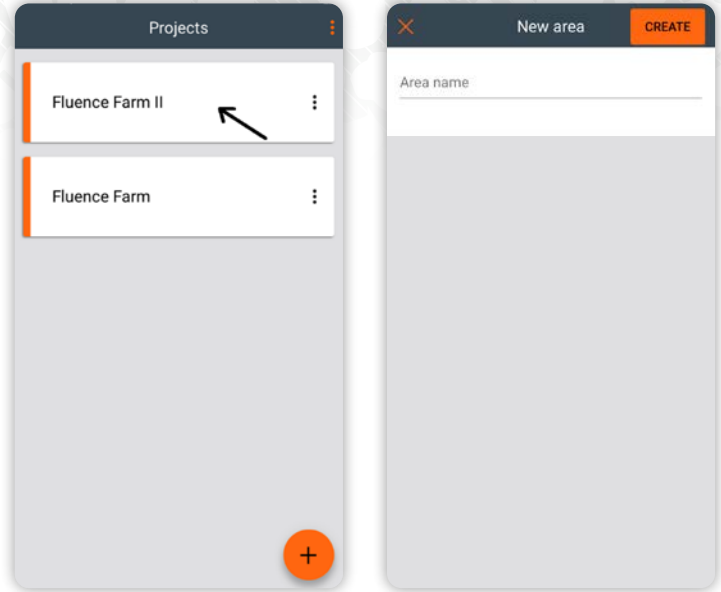 Projects
Fluence Farm II
Fluence Farm
+
New area
CREATE
Area name